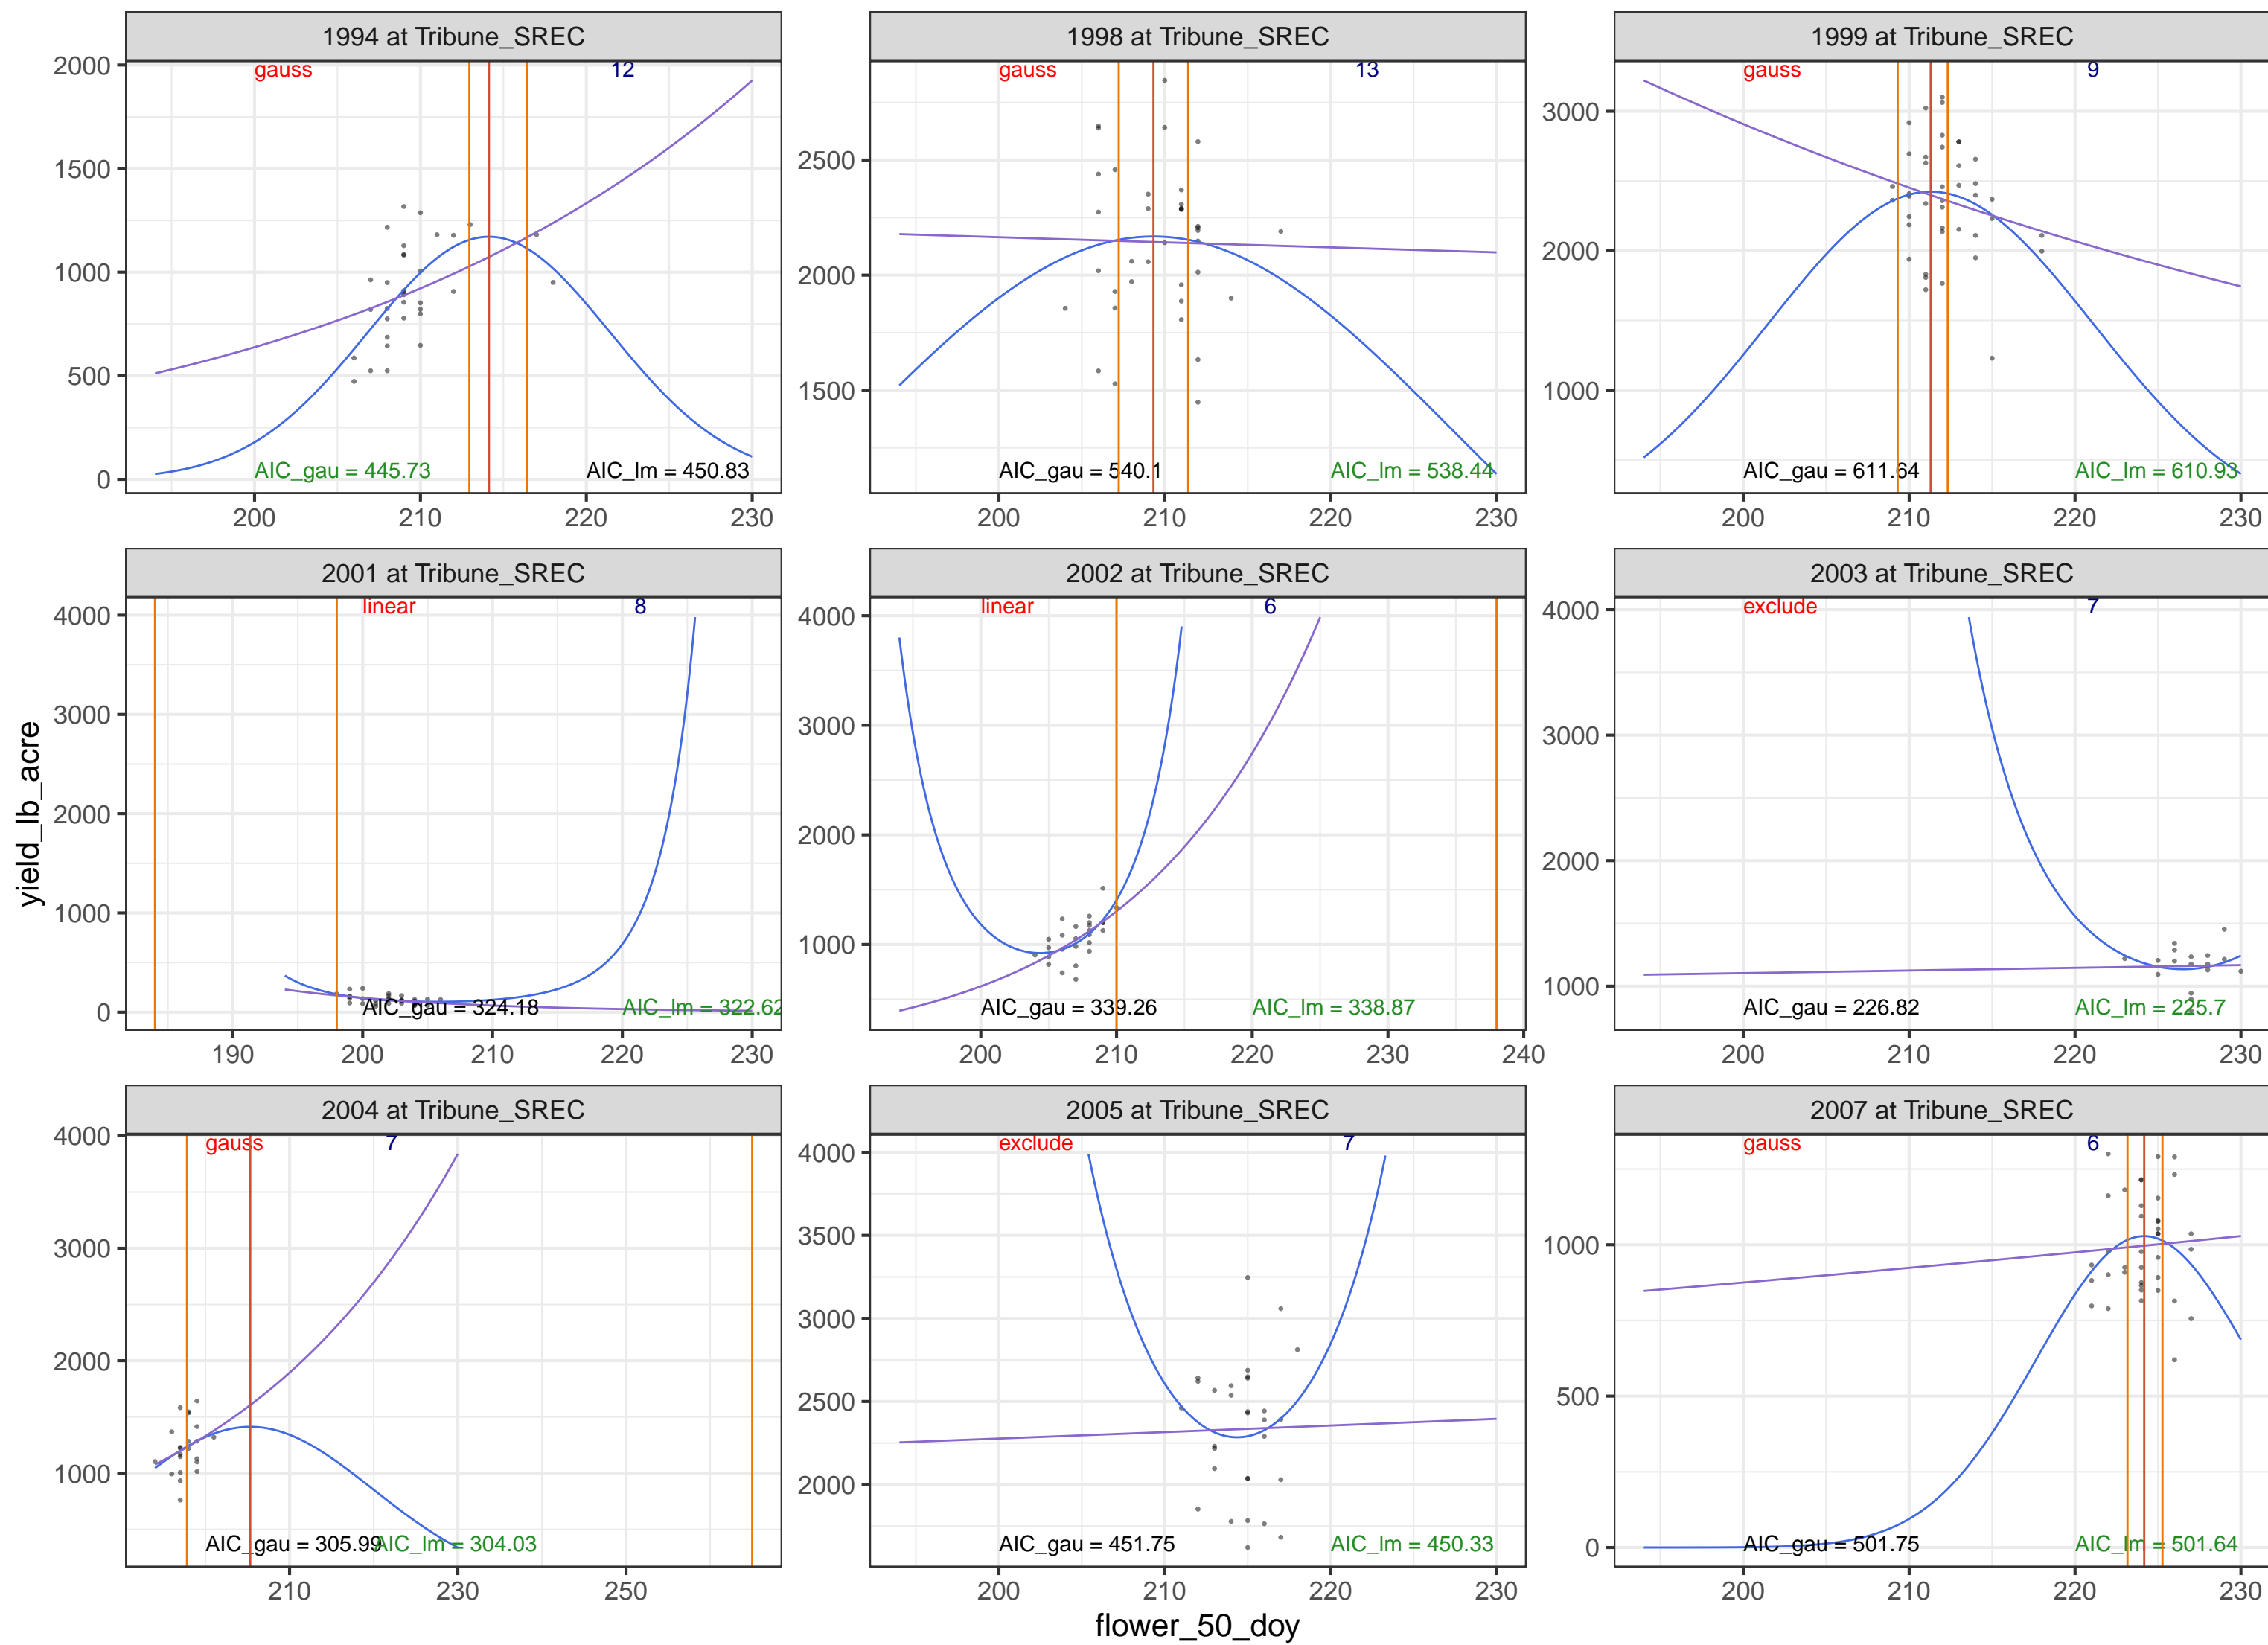 1994 at Tribune_SREC
1998 at Tribune_SREC
1999 at Tribune_SREC
gauss 12
gauss 13
gauss 9
2000
1500
1000
500
0
2500
2000
1500
3000
2000
1000
AIC_gau = 445.73 AIC_lm = 450.83
AIC_gau = 540.1 AIC_lm = 538.44
AIC_gau = 611.64 AIC_lm = 610.93
200 210 220 230
200 210 220 230
200 210 220 230
2001 at Tribune_SREC
2002 at Tribune_SREC
2003 at Tribune_SREC
linear 8
linear 6
exclude 7
4000
3000
2000
1000
0
4000
3000
2000
1000
4000
3000
2000
1000
yield_lb_acre
AIC_gau = 324.18 AIC_lm = 322.62
AIC_gau = 339.26 AIC_lm = 338.87
AIC_gau = 226.82 AIC_lm = 225.7
190 200 210 220 230
200 210 220 230 240
200 210 220 230
2004 at Tribune_SREC
2005 at Tribune_SREC
2007 at Tribune_SREC
gauss 7
exclude 7
gauss 6
4000
3000
2000
1000
4000
3500
3000
2500
2000
1000
500
0
AIC_gau = 305.99 AIC_lm = 304.03
AIC_gau = 451.75 AIC_lm = 450.33
AIC_gau = 501.75 AIC_lm = 501.64
210 230 250
200 210 220 230
200 210 220 230
flower_50_doy